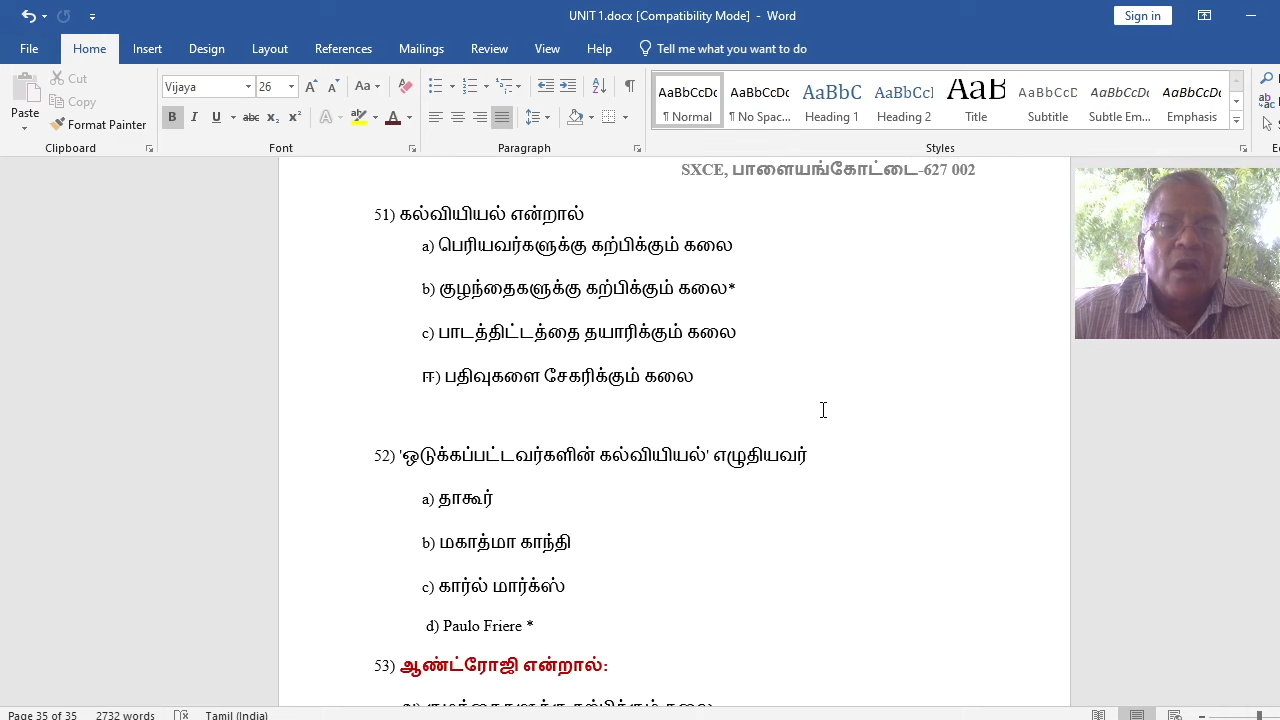 UNIT 1.docx [Compatibility Mode] - Word
Sign in
File Home Insert Design Layout References Mailings Review View Help Tell me what you want to do
Paste
Cut
Copy
Format Painter
Clipboard
Vijaya 26
Font
Paragraph
AaBbCcDc AaBbCcDc AaBbC AaBbCcI AaB AaBbCcD AaBbCcDt AaBbCcDt
¶ Normal ¶ No Spac... Heading 1 Heading 2 Title Subtitle Subtle Em... Emphasis
Styles
SXCE, பாளையங்கோட்டை-627 002
51) கல்வியியல் என்றால்
a) பெரியவர்களுக்கு கற்பிக்கும் கலை
b) குழந்தைகளுக்கு கற்பிக்கும் கலை*
c) பாடத்திட்டத்தை தயாரிக்கும் கலை
ஈ) பதிவுகளை சேகரிக்கும் கலை
52) 'ஒடுக்கப்பட்டவர்களின் கல்வியியல்' எழுதியவர்
a) தாகூர்
b) மகாத்மா காந்தி
c) கார்ல் மார்க்ஸ்
d) Paulo Friere *
53) ஆண்ட்ரோஜி என்றால்:
Page 35 of 35 2732 words Tamil (India)